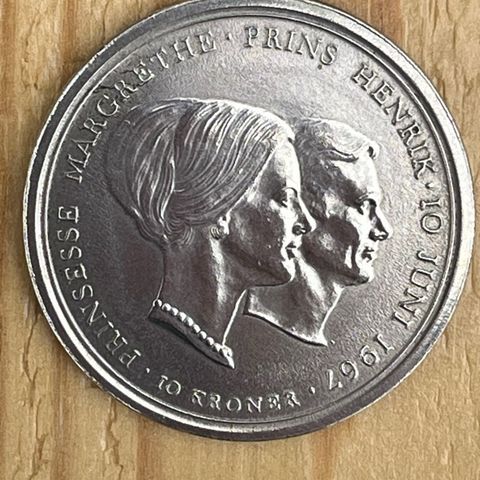 PRINSESSE MARGRETHE · PRINS HENRIK · 10 JUNI 1967 ·
10 KRONER ·